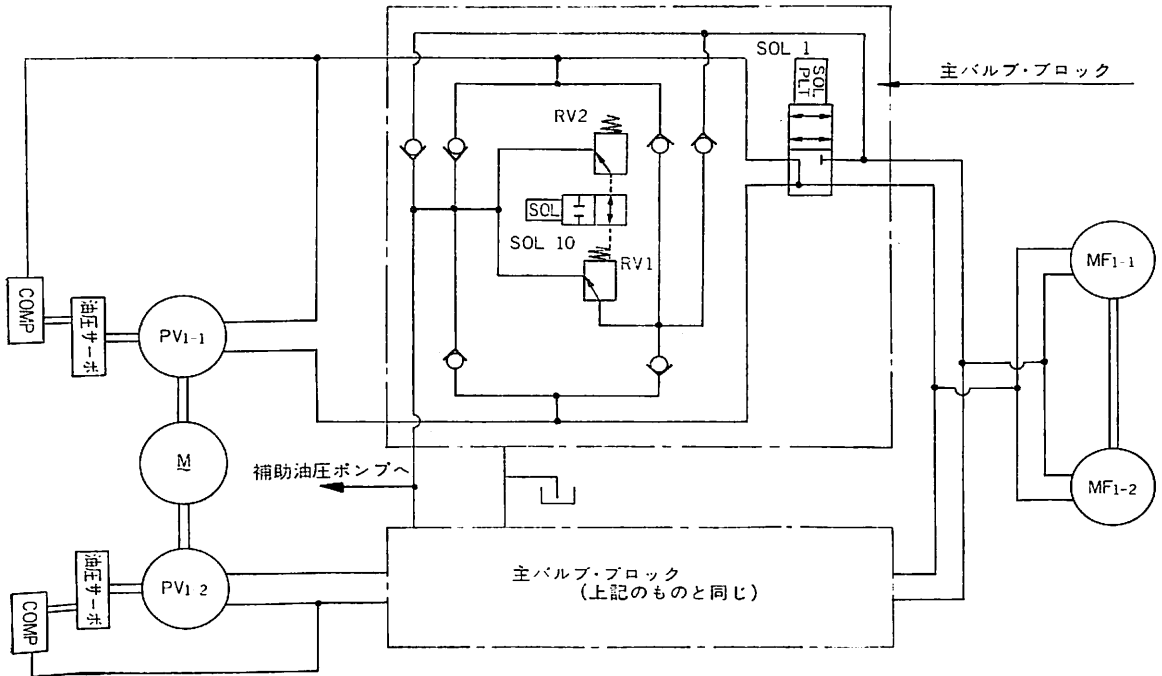 SOL 1
SOL
PLT
主バルブ・ブロック
RV2
SOL
SOL 10
RV1
MF1-1
COMP
油圧サーボ
PV1-1
M
補助油圧ポンプへ
MF1-2
主バルブ・ブロック
(上記のものと同じ)
油圧サーボ
PV1-2
COMP